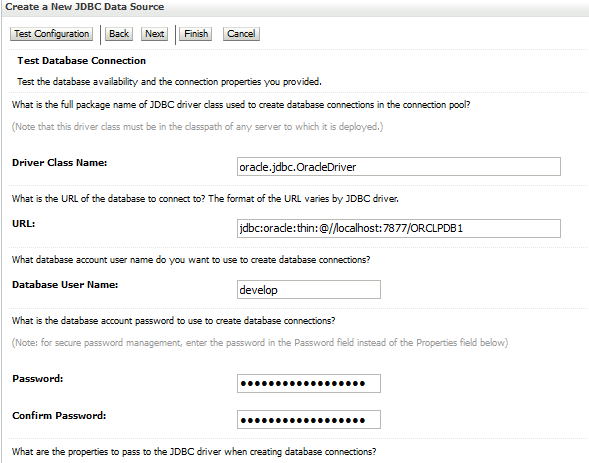 Create a New JDBC Data Source
Test Configuration Back Next Finish Cancel
Test Database Connection
Test the database availability and the connection properties you provided.
What is the full package name of JDBC driver class used to create database connections in the connection pool?
(Note that this driver class must be in the classpath of any server to which it is deployed.)
Driver Class Name: oracle.jdbc.OracleDriver
What is the URL of the database to connect to? The format of the URL varies by JDBC driver.
URL: jdbc:oracle:thin:@//localhost:7877/ORCLPDB1
What database account user name do you want to use to create database connections?
Database User Name: develop
What is the database account password to use to create database connections?
(Note: for secure password management, enter the password in the Password field instead of the Properties field below)
Password: ••••••••••••••••••
Confirm Password: ••••••••••••••••••
What are the properties to pass to the JDBC driver when creating database connections?